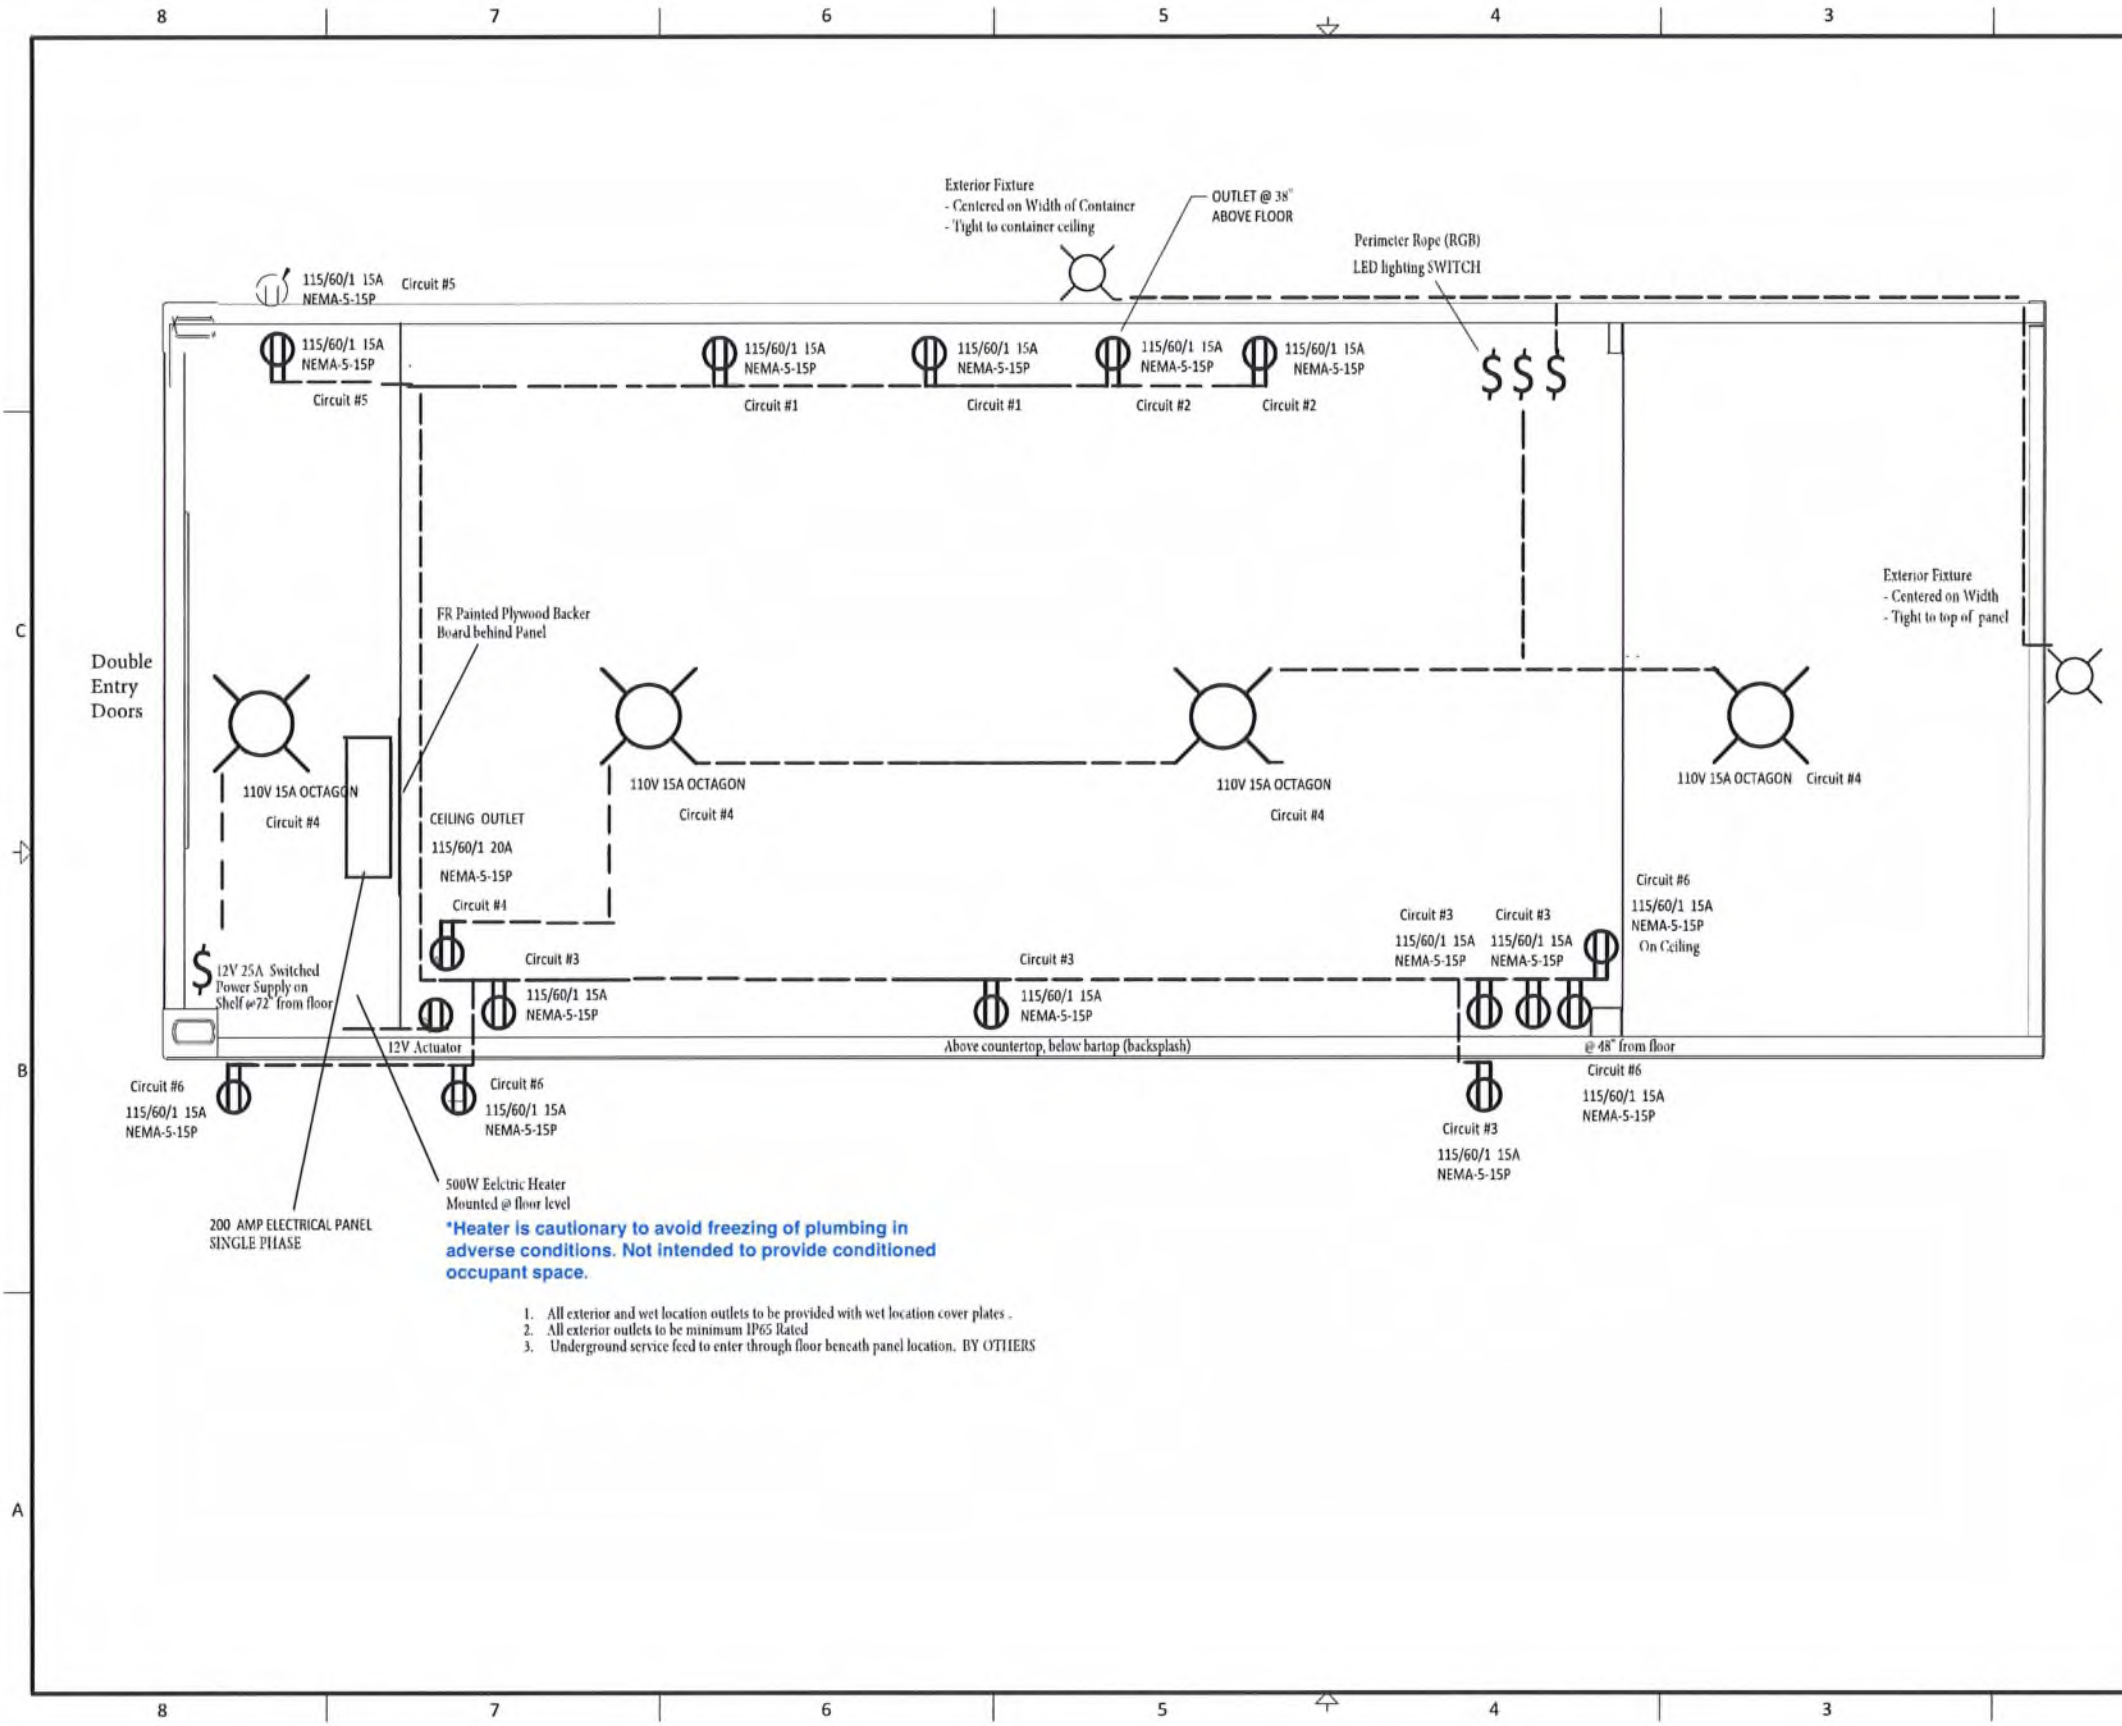 8 7 6 5 4 3
Exterior Fixture
- Centered on Width of Container
- Tight to container ceiling
OUTLET @ 38"
ABOVE FLOOR
Perimeter Rope (RGB)
LED lighting SWITCH
115/60/1 15A Circuit #5
NEMA-5-15P
115/60/1 15A
NEMA-5-15P
Circuit #5
115/60/1 15A
NEMA-5-15P
Circuit #1
115/60/1 15A
NEMA-5-15P
Circuit #1
115/60/1 15A
NEMA-5-15P
Circuit #2
115/60/1 15A
NEMA-5-15P
Circuit #2
$ $ $
Exterior Fixture
- Centered on Width
- Tight to top of panel
C
FR Painted Plywood Backer
Board behind Panel
Double
Entry
Doors
110V 15A OCTAGON
Circuit #4
110V 15A OCTAGON
Circuit #4
110V 15A OCTAGON
Circuit #4
110V 15A OCTAGON Circuit #4
CEILING OUTLET
115/60/1 20A
NEMA-5-15P
Circuit #4
Circuit #6
115/60/1 15A
NEMA-5-15P
On Ceiling
Circuit #3
115/60/1 15A
NEMA-5-15P
Circuit #3
115/60/1 15A
NEMA-5-15P
$
12V 25A Switched
Power Supply on
Shelf @72" from floor
Circuit #3
115/60/1 15A
NEMA-5-15P
Circuit #3
115/60/1 15A
NEMA-5-15P
12V Actuator
Above countertop, below bartop (backsplash)
@ 48" from floor
B
Circuit #6
115/60/1 15A
NEMA-5-15P
Circuit #6
115/60/1 15A
NEMA-5-15P
Circuit #6
115/60/1 15A
NEMA-5-15P
Circuit #3
115/60/1 15A
NEMA-5-15P
500W Eelctric Heater
Mounted @ floor level
*Heater is cautionary to avoid freezing of plumbing in
adverse conditions. Not intended to provide conditioned
occupant space.
200 AMP ELECTRICAL PANEL
SINGLE PHASE
1. All exterior and wet location outlets to be provided with wet location cover plates .
2. All exterior outlets to be minimum IP65 Rated
3. Underground service feed to enter through floor beneath panel location. BY OTHERS
A
8 7 6 5 4 3